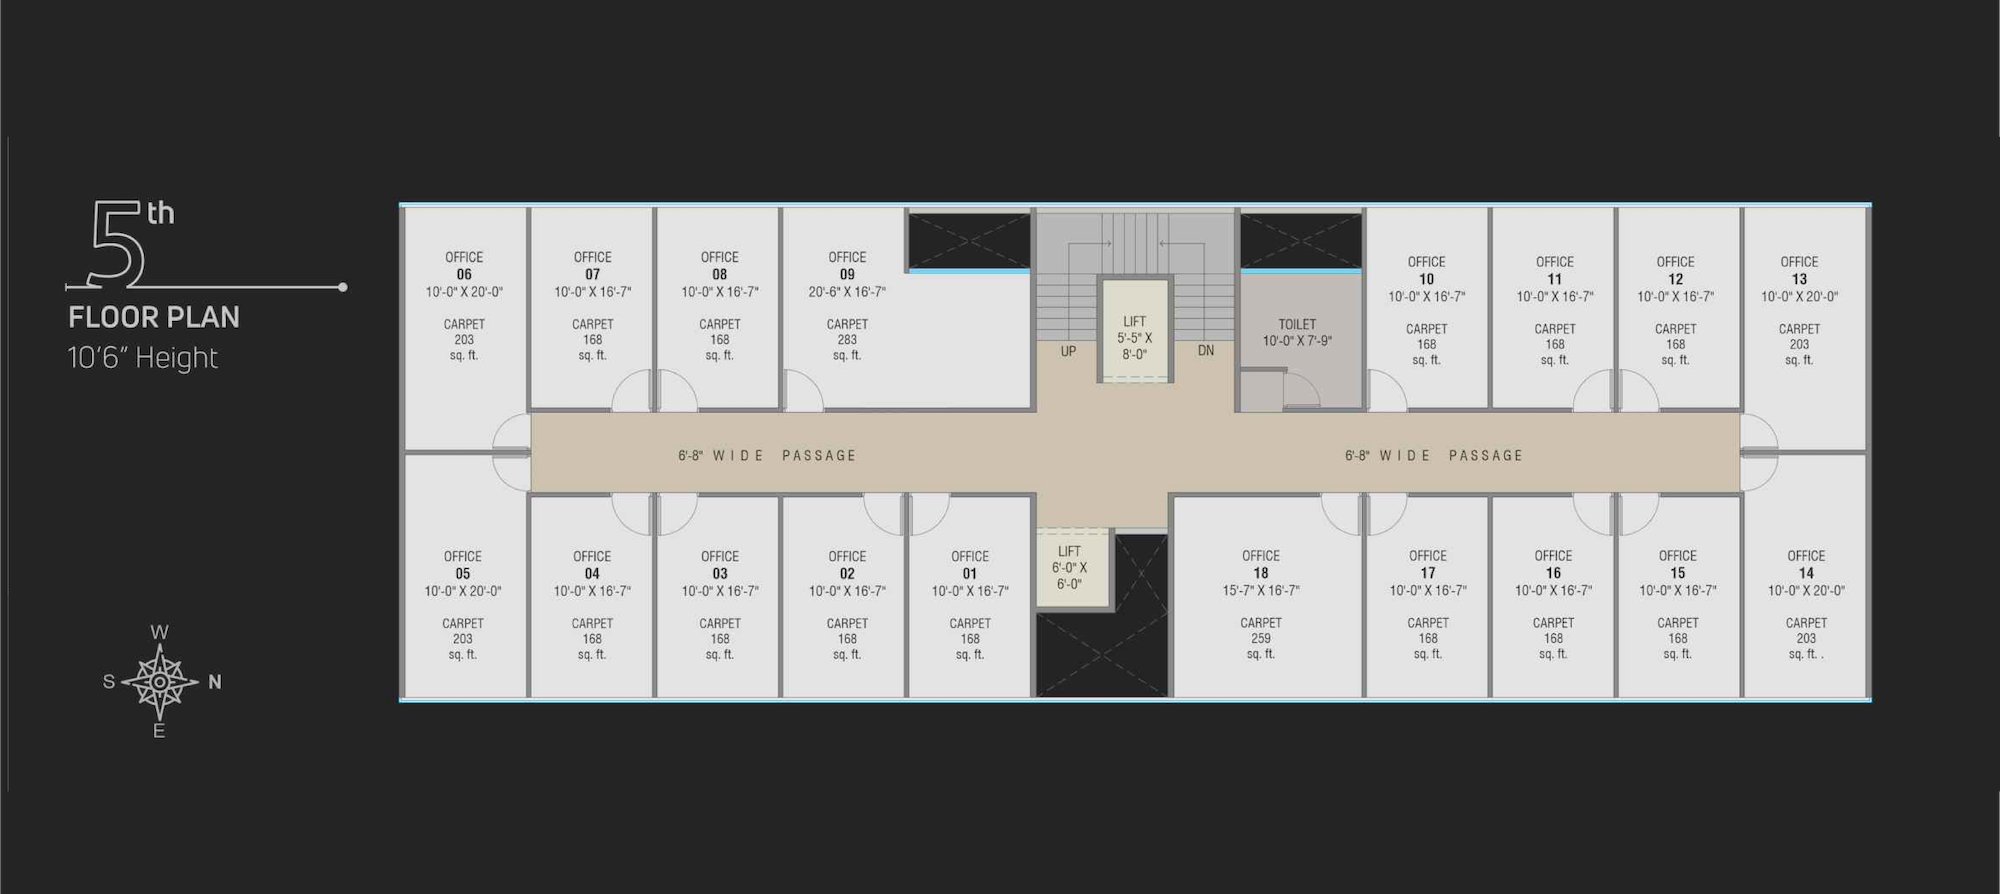 5th
FLOOR PLAN
10'6" Height
OFFICE
06
10'-0" X 20'-0"
CARPET
203
sq. ft.
OFFICE
07
10'-0" X 16'-7"
CARPET
168
sq. ft.
OFFICE
08
10'-0" X 16'-7"
CARPET
168
sq. ft.
OFFICE
09
20'-6" X 16'-7"
CARPET
283
sq. ft.
UP
LIFT
5'-5" X
8'-0"
DN
TOILET
10'-0" X 7'-9"
OFFICE
10
10'-0" X 16'-7"
CARPET
168
sq. ft.
OFFICE
11
10'-0" X 16'-7"
CARPET
168
sq. ft.
OFFICE
12
10'-0" X 16'-7"
CARPET
168
sq. ft.
OFFICE
13
10'-0" X 20'-0"
CARPET
203
sq. ft.
6'-8" WIDE PASSAGE
6'-8" WIDE PASSAGE
OFFICE
05
10'-0" X 20'-0"
CARPET
203
sq. ft.
OFFICE
04
10'-0" X 16'-7"
CARPET
168
sq. ft.
OFFICE
03
10'-0" X 16'-7"
CARPET
168
sq. ft.
OFFICE
02
10'-0" X 16'-7"
CARPET
168
sq. ft.
OFFICE
01
10'-0" X 16'-7"
CARPET
168
sq. ft.
LIFT
6'-0" X
6'-0"
OFFICE
18
15'-7" X 16'-7"
CARPET
259
sq. ft.
OFFICE
17
10'-0" X 16'-7"
CARPET
168
sq. ft.
OFFICE
16
10'-0" X 16'-7"
CARPET
168
sq. ft.
OFFICE
15
10'-0" X 16'-7"
CARPET
168
sq. ft.
OFFICE
14
10'-0" X 20'-0"
CARPET
203
sq. ft. .
W
S N
E